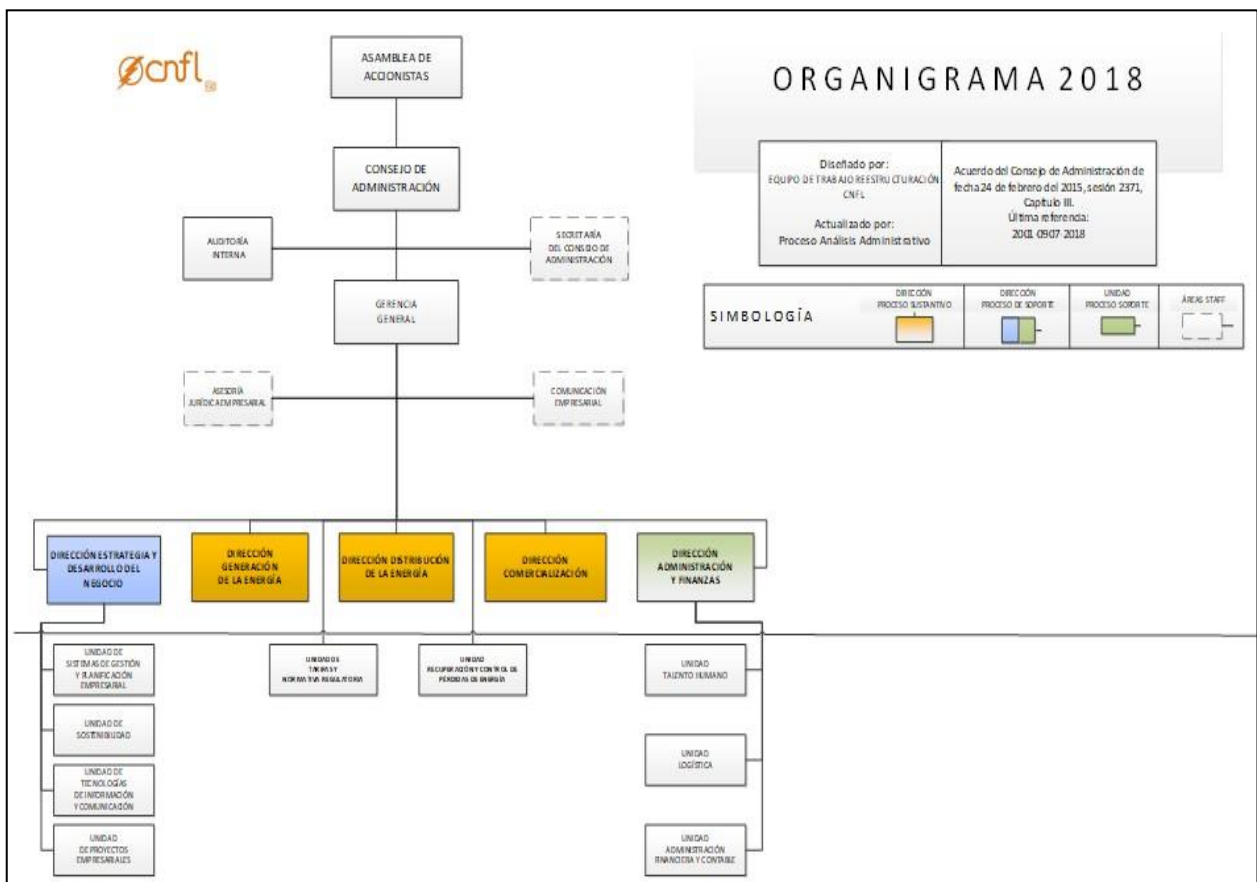 cnfl
ASAMBLEA DE
ACCIONISTAS
ORGANIGRAMA 2018
CONSEJO DE
ADMINISTRACIÓN
Diseñado por:
EQUIPO DE TRABAJO REESTRUCTURACIÓN
CNFL
Actualizado por:
Proceso Análisis Administrativo
Acuerdo del Consejo de Administración de
fecha 24 de febrero del 2015, sesión 2371,
Capítulo III.
Última referencia:
2001-0907-2018
AUDITORÍA
INTERNA
SECRETARÍA
DEL CONSEJO DE
ADMINISTRACIÓN
GERENCIA
GENERAL
SIMBOLOGÍA
DIRECCIÓN
PROCESO SUSTANTIVO
DIRECCIÓN
PROCESO DE SOPORTE
UNIDAD
PROCESO SOPORTE
ÁREAS STAFF
ASESORÍA
JURÍDICA EMPRESARIAL
COMUNICACIÓN
EMPRESARIAL
DIRECCIÓN ESTRATEGIA Y
DESARROLLO DEL
NEGOCIO
DIRECCIÓN
GENERACIÓN
DE LA ENERGÍA
DIRECCIÓN DISTRIBUCIÓN
DE LA ENERGÍA
DIRECCIÓN
COMERCIALIZACIÓN
DIRECCIÓN
ADMINISTRACIÓN
Y FINANZAS
UNIDAD DE
SISTEMAS DE GESTIÓN
Y PLANIFICACIÓN
EMPRESARIAL
UNIDAD DE
TARIFAS Y
NORMATIVA REGULATORIA
UNIDAD
RECUPERACIÓN Y CONTROL DE
PÉRDIDAS DE ENERGÍA
UNIDAD
TALENTO HUMANO
UNIDAD DE
SOSTENIBILIDAD
UNIDAD
LOGÍSTICA
UNIDAD DE
TECNOLOGÍAS
DE INFORMACIÓN
Y COMUNICACIÓN
UNIDAD
DE PROYECTOS
EMPRESARIALES
UNIDAD
ADMINISTRACIÓN
FINANCIERA Y CONTABLE